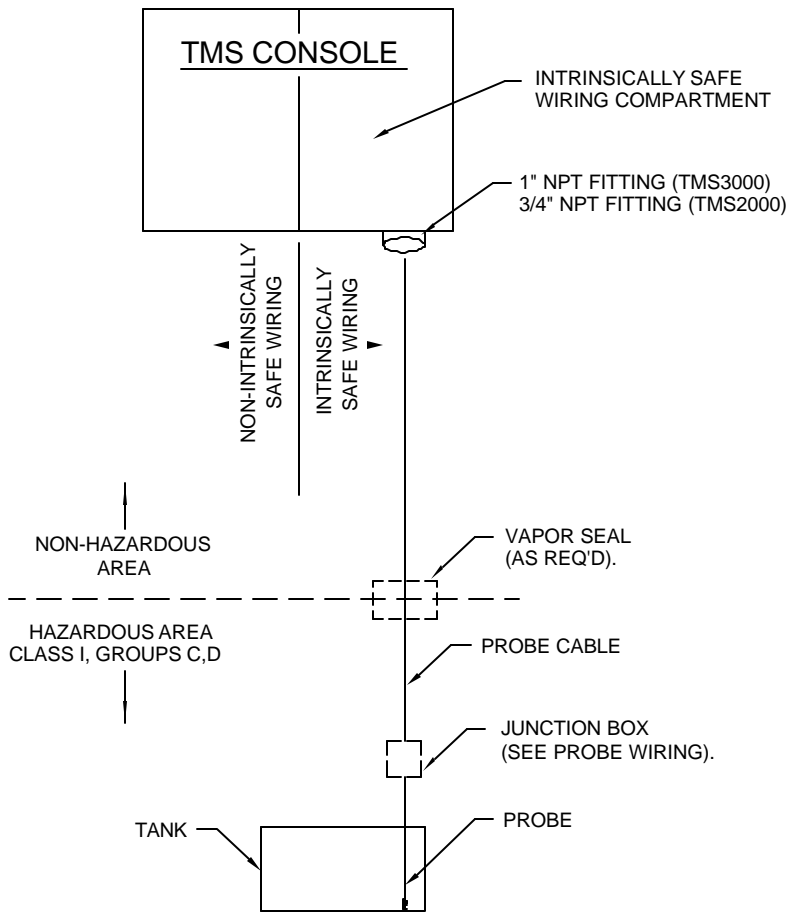 TMS CONSOLE
INTRINSICALLY SAFE
WIRING COMPARTMENT
1" NPT FITTING (TMS3000)
3/4" NPT FITTING (TMS2000)
NON-INTRINSICALLY
SAFE WIRING
INTRINSICALLY
SAFE WIRING
NON-HAZARDOUS
AREA
VAPOR SEAL
(AS REQ'D).
HAZARDOUS AREA
CLASS I, GROUPS C,D
PROBE CABLE
JUNCTION BOX
(SEE PROBE WIRING).
TANK
PROBE